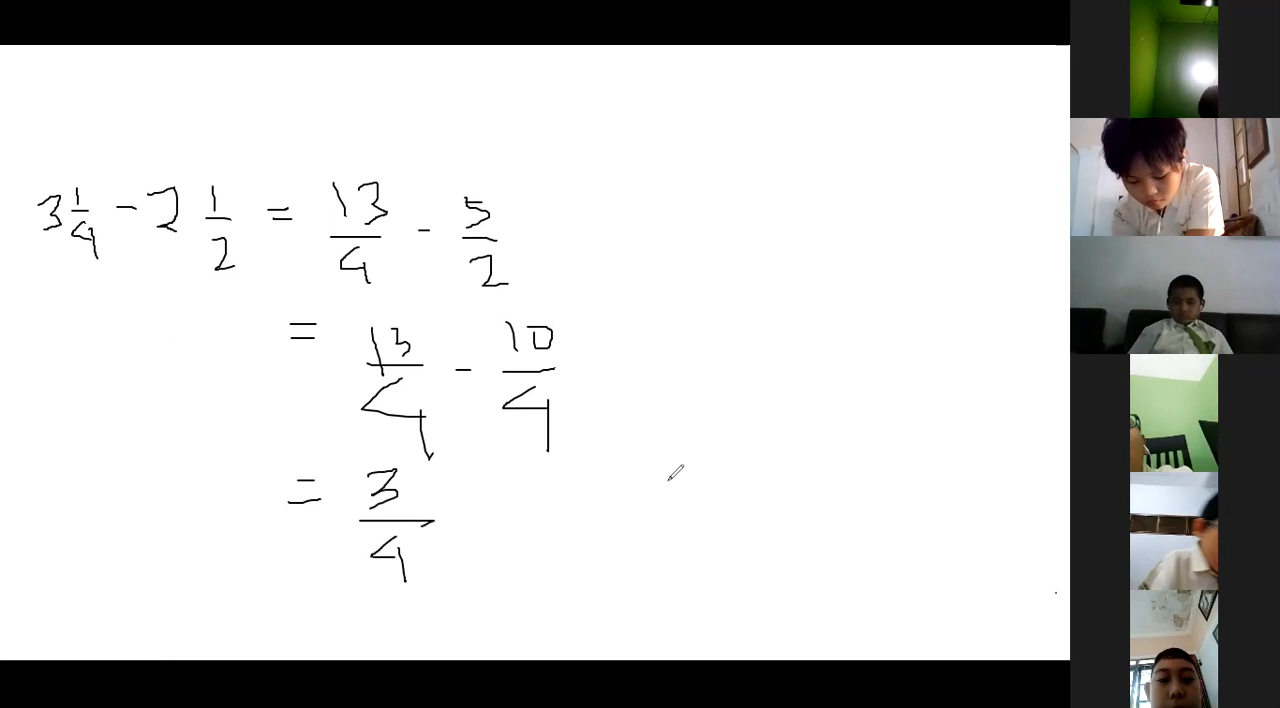 3 1/4 - 2 1/2 = 13/4 - 5/2
= 13/4 - 10/4
= 3/4